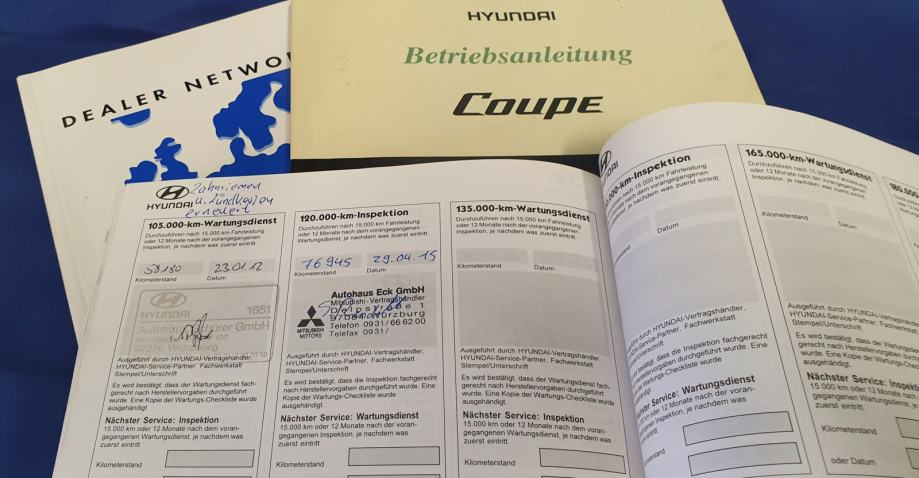 HYUNDAI
Betriebsanleitung
Coupe
DEALER NETWO
HYUNDAI
Zahnriemen
u. Zündkerzen
erneuert
105.000-km-Wartungsdienst
Durchzuführen nach 15.000 km Fahrleistung
oder 12 Monate nach der vorangegangenen
Inspektion, je nachdem was zuerst eintritt.
58180 23.01.12
Kilometerstand Datum
HYUNDAI 1651
GmbH
Ausgeführt durch HYUNDAI-Vertragshändler,
HYUNDAI-Service-Partner, Fachwerkstatt
Stempel/Unterschrift
Es wird bestätigt, dass der Wartungsdienst fach-
gerecht nach Herstellervorgaben durchgeführt
wurde. Eine Kopie der Wartungs-Checkliste wurde
ausgehändigt
Nächster Service: Inspektion
15.000 km oder 12 Monate nach dem voran-
gegangenen Wartungsdienst, je nachdem was
zuerst eintritt
Kilometerstand
120.000-km-Inspektion
Durchzuführen nach 15.000 km Fahrleistung
oder 12 Monate nach dem vorangegangenen
Wartungsdienst, je nachdem was zuerst eintritt.
76945 29.04.15
Kilometerstand Datum
Autohaus Eck GmbH
Mitsubishi-Vertragshändler
Delpstraße 1
97084 Würzburg
Telefon 0931/66 62 00
Telefax 0931/
MITSUBISHI
MOTORS
Ausgeführt durch HYUNDAI-Vertragshändler,
HYUNDAI-Service-Partner, Fachwerkstatt
Stempel/Unterschrift
Es wird bestätigt, dass die Inspektion fachgerecht
nach Herstellervorgaben durchgeführt wurde. Eine
Kopie der Wartungs-Checkliste wurde
ausgehändigt
Nächster Service: Wartungsdienst
15.000 km oder 12 Monate nach der voran-
gegangenen Inspektion, je nachdem was
zuerst eintritt
Kilometerstand
135.000-km-Wartungsdienst
Durchzuführen nach 15.000 km Fahrleistung
oder 12 Monate nach der vorangegangenen
Inspektion, je nachdem was zuerst eintritt.
Kilometerstand Datum
Ausgeführt durch HYUNDAI-Vertragshändler,
HYUNDAI-Service-Partner, Fachwerkstatt
Stempel/Unterschrift
Es wird bestätigt, dass der Wartungsdienst fach-
gerecht nach Herstellervorgaben durchgeführt
wurde. Eine Kopie der Wartungs-Checkliste wurde
ausgehändigt
Nächster Service: Inspektion
15.000 km oder 12 Monate nach dem voran-
gegangenen Wartungsdienst, je nachdem was
zuerst eintritt
Kilometerstand
-km-Inspektion
Datum
Nächster Service: Wartungsdienst
165.000-km-Wartungsdienst
Kilometerstand Datum
Ausgeführt durch HYUNDAI-Vertragshändler,
HYUNDAI-Service-Partner, Fachwerkstatt
Stempel/Unterschrift
Nächster Service: Inspek
Kilometerstand
oder Datum